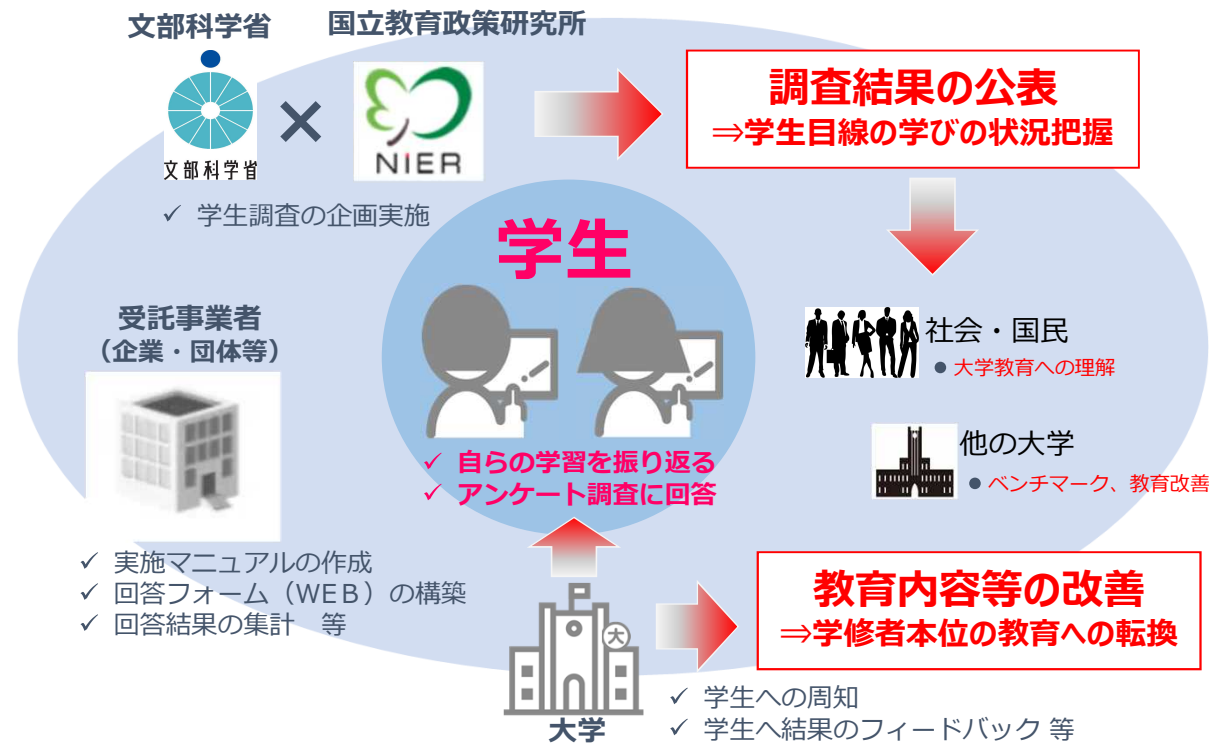 文部科学省
国立教育政策研究所
文部科学省
×
NIER
✓ 学生調査の企画実施
調査結果の公表
⇒学生目線の学びの状況把握
学生
✓ 自らの学習を振り返る
✓ アンケート調査に回答
受託事業者
(企業・団体等)
✓ 実施マニュアルの作成
✓ 回答フォーム（ＷＥＢ）の構築
✓ 回答結果の集計　等
社会・国民
● 大学教育への理解
他の大学
● ベンチマーク、教育改善
大
大学
教育内容等の改善
⇒学修者本位の教育への転換
✓ 学生への周知
✓ 学生へ結果のフィードバック 等